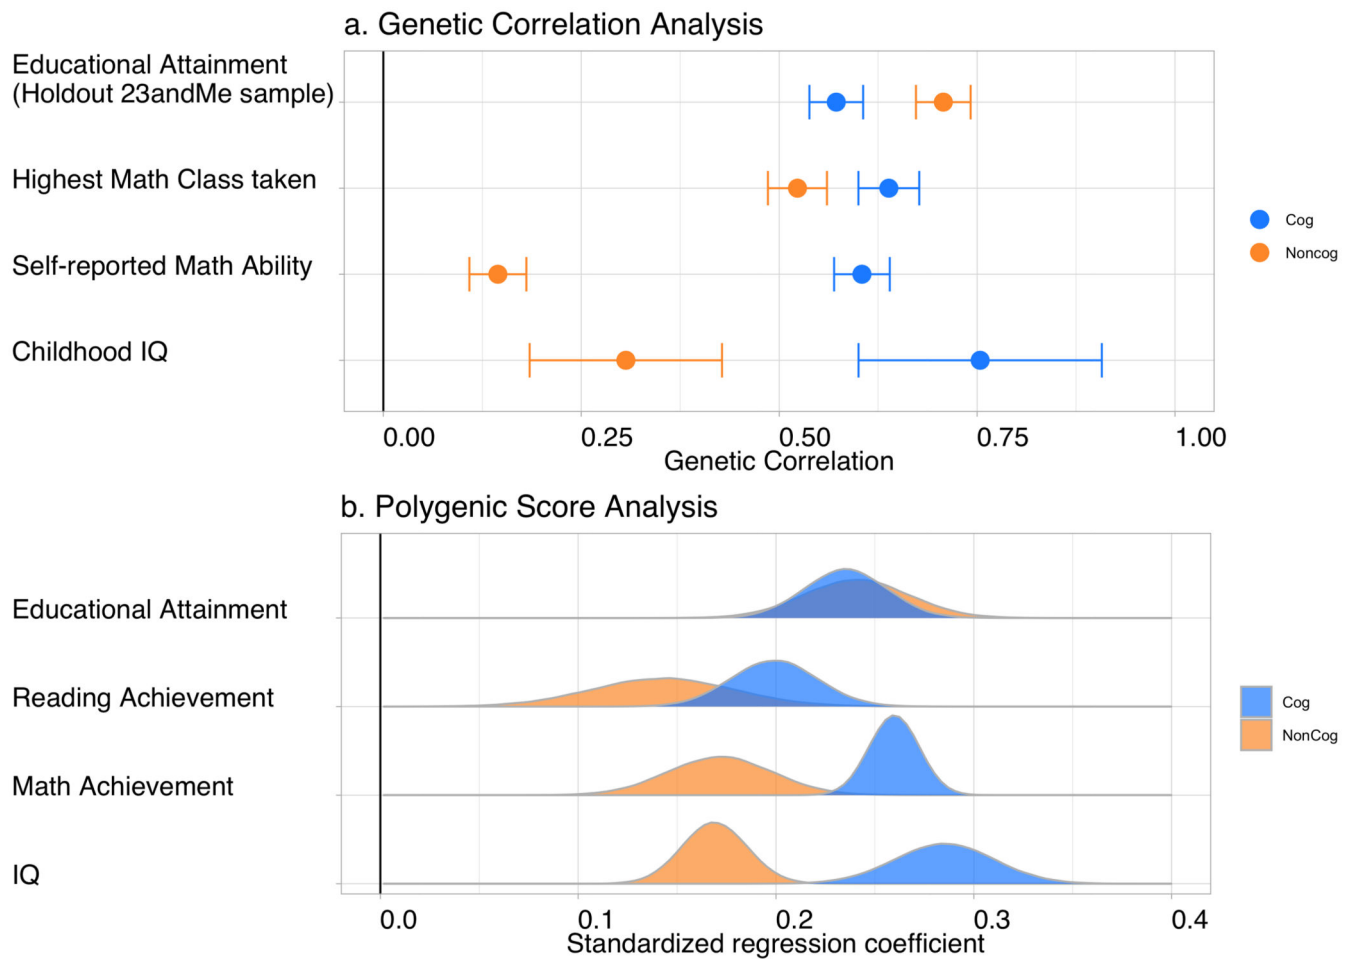 a. Genetic Correlation Analysis
Educational Attainment
(Holdout 23andMe sample)
Highest Math Class taken
Self-reported Math Ability
Childhood IQ
Cog
Noncog
0.00 0.25 0.50 0.75 1.00
Genetic Correlation
b. Polygenic Score Analysis
Educational Attainment
Reading Achievement
Math Achievement
IQ
Cog
NonCog
0.0 0.1 0.2 0.3 0.4
Standardized regression coefficient